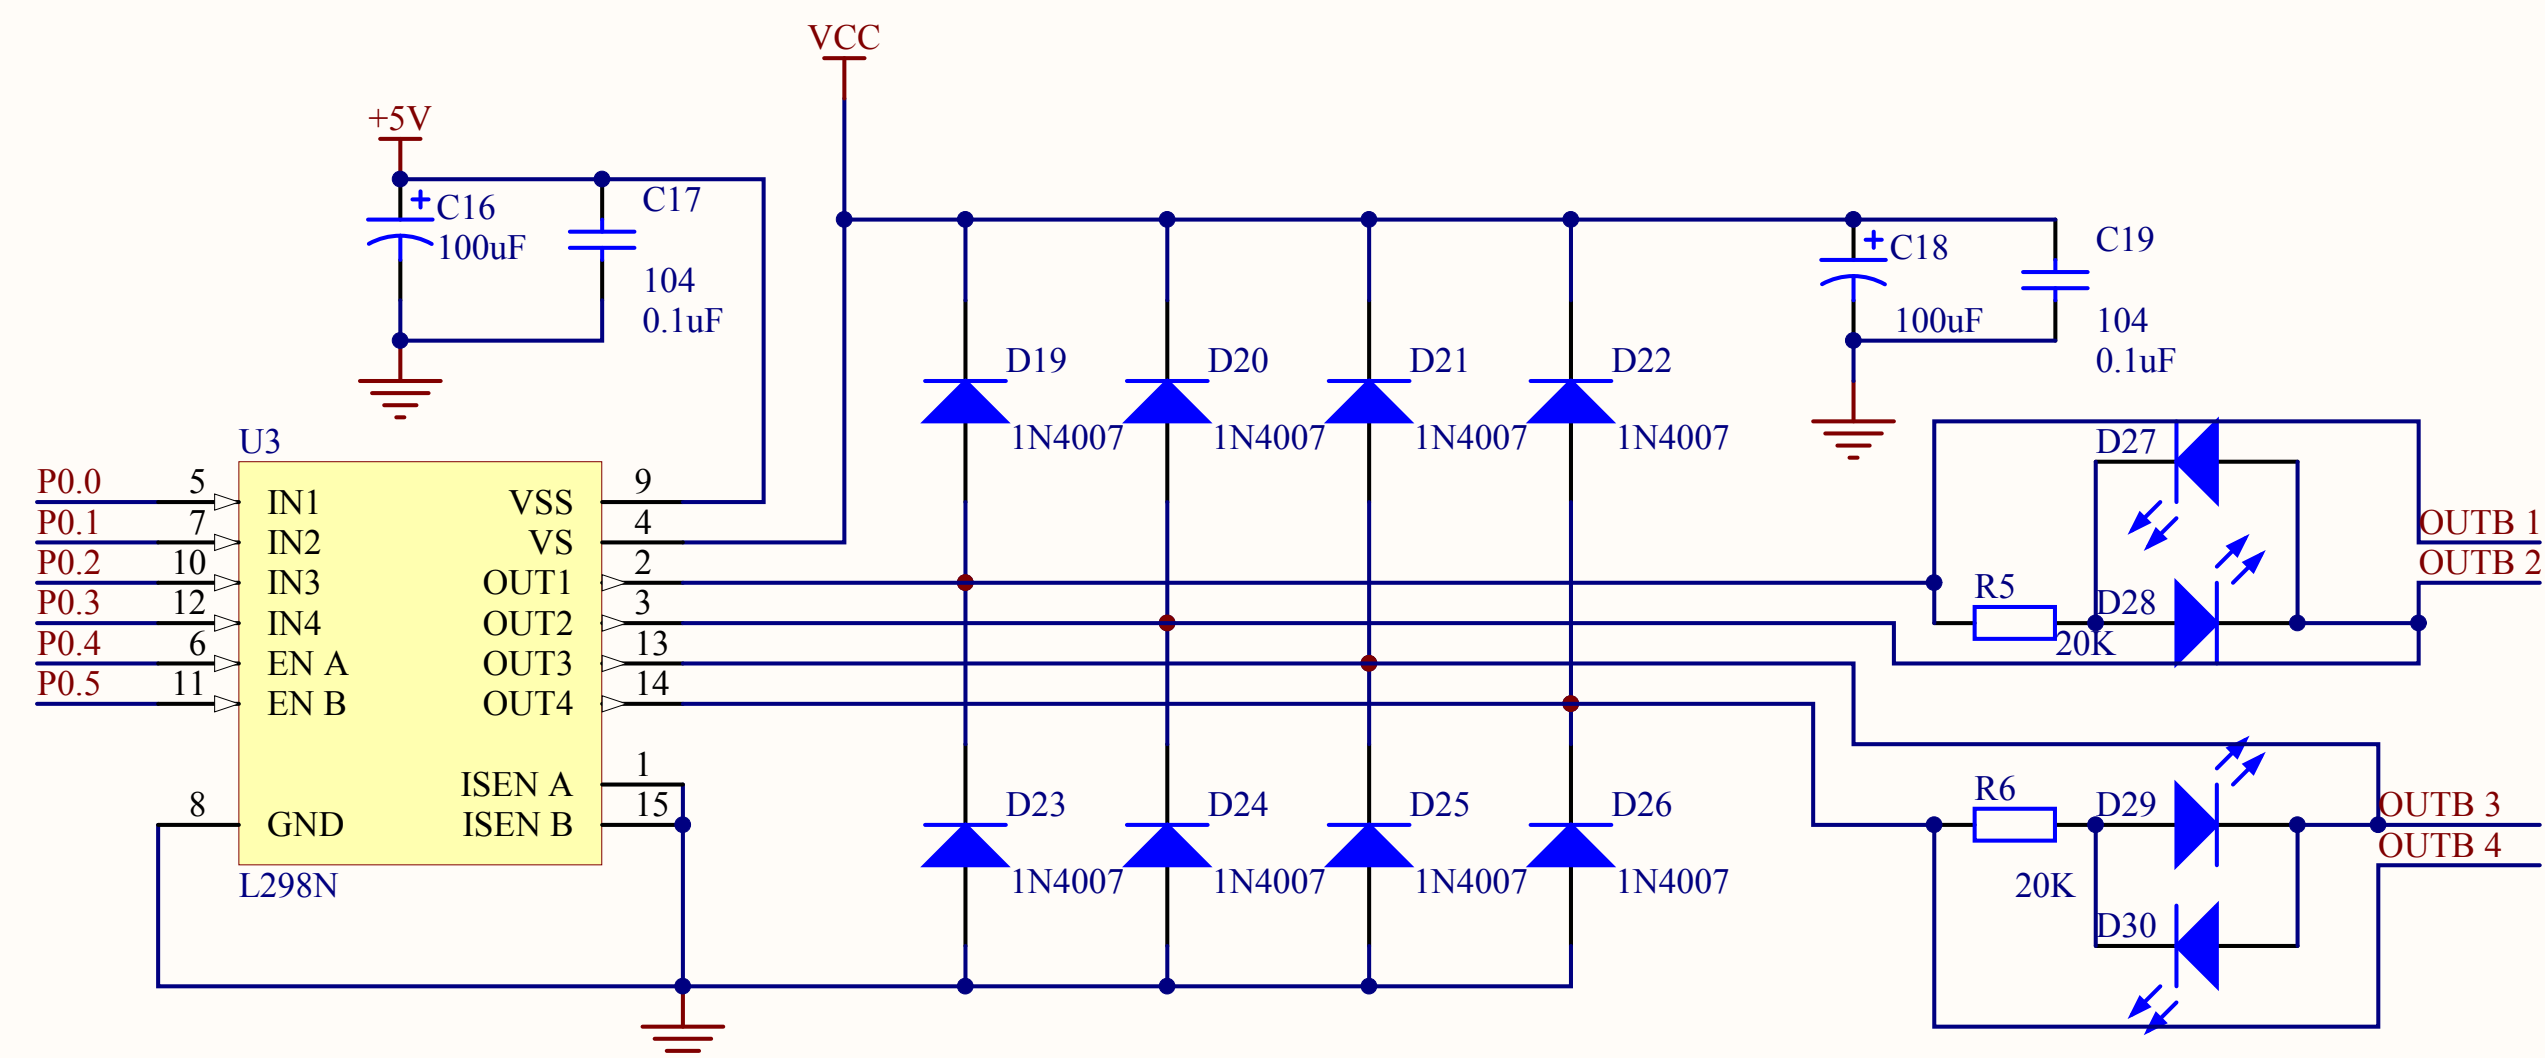 VCC
+5V
+ C16
100uF
C17
104
0.1uF
+ C18
100uF
C19
104
0.1uF
D19
1N4007
D20
1N4007
D21
1N4007
D22
1N4007
U3
P0.0 5 IN1
P0.1 7 IN2
P0.2 10 IN3
P0.3 12 IN4
P0.4 6 EN A
P0.5 11 EN B
8 GND
VSS 9
VS 4
OUT1 2
OUT2 3
OUT3 13
OUT4 14
ISEN A 1
ISEN B 15
L298N
D23
1N4007
D24
1N4007
D25
1N4007
D26
1N4007
D27
R5
20K
D28
OUTB 1
OUTB 2
R6
20K
D29
D30
OUTB 3
OUTB 4